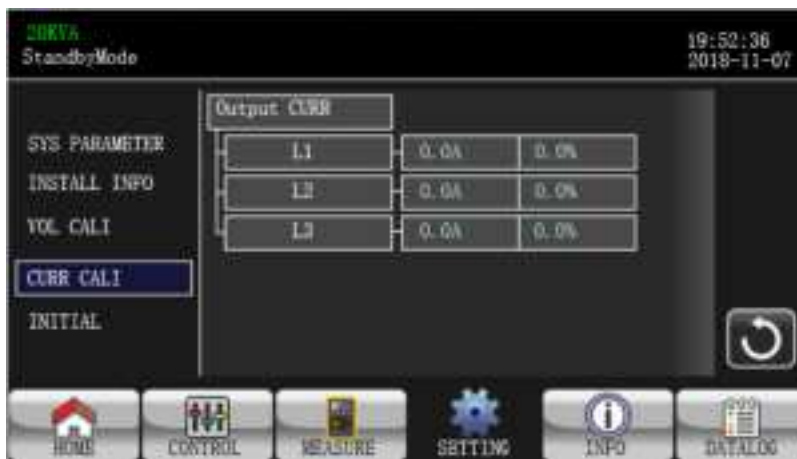 20KVA
StandbyMode
19:52:36
2018-11-07
SYS PARAMETER
INSTALL INFO
VOL CALI
CURR CALI
INITIAL
Output CURR
L1 0.0A 0.0%
L2 0.0A 0.0%
L3 0.0A 0.0%
HOME CONTROL MEASURE SETTING INFO DATALOG